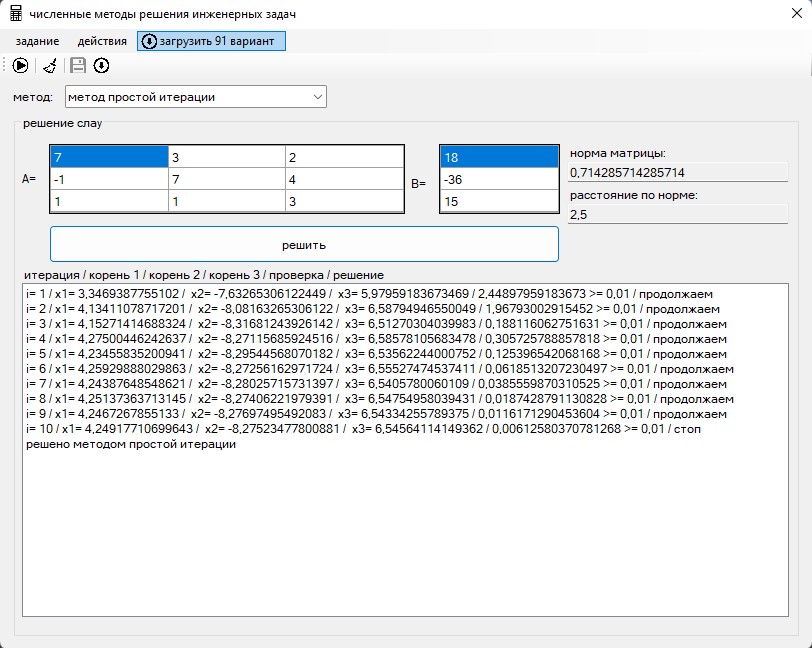 численные методы решения инженерных задач
задание действия загрузить 91 вариант
метод: метод простой итерации
решение слау
A=
7 3 2
-1 7 4
1 1 3
B=
18
-36
15
норма матрицы:
0,714285714285714
расстояние по норме:
2,5
решить
итерация / корень 1 / корень 2 / корень 3 / проверка / решение
i= 1 / x1= 3,3469387755102 / x2= -7,63265306122449 / x3= 5,97959183673469 / 2,44897959183673 >= 0,01 / продолжаем
i= 2 / x1= 4,13411078717201 / x2= -8,08163265306122 / x3= 6,58794946550049 / 1,96793002915452 >= 0,01 / продолжаем
i= 3 / x1= 4,15271414688324 / x2= -8,31681243926142 / x3= 6,51270304039983 / 0,188116062751631 >= 0,01 / продолжаем
i= 4 / x1= 4,27500446242637 / x2= -8,27115685924516 / x3= 6,58578105683478 / 0,305725788857818 >= 0,01 / продолжаем
i= 5 / x1= 4,23455835200941 / x2= -8,29544568070182 / x3= 6,53562244000752 / 0,125396542068168 >= 0,01 / продолжаем
i= 6 / x1= 4,25929888029863 / x2= -8,27256162971724 / x3= 6,55527474537411 / 0,0618513207230497 >= 0,01 / продолжаем
i= 7 / x1= 4,24387648548621 / x2= -8,28025715731397 / x3= 6,5405780060109 / 0,0385559870310525 >= 0,01 / продолжаем
i= 8 / x1= 4,25137363713145 / x2= -8,27406221979391 / x3= 6,54754958039431 / 0,0187428791130828 >= 0,01 / продолжаем
i= 9 / x1= 4,2467267855133 / x2= -8,27697495492083 / x3= 6,54334255789375 / 0,0116171290453604 >= 0,01 / продолжаем
i= 10 / x1= 4,24917710699643 / x2= -8,27523477800881 / x3= 6,54564114149362 / 0,00612580370781268 >= 0,01 / стоп
решено методом простой итерации